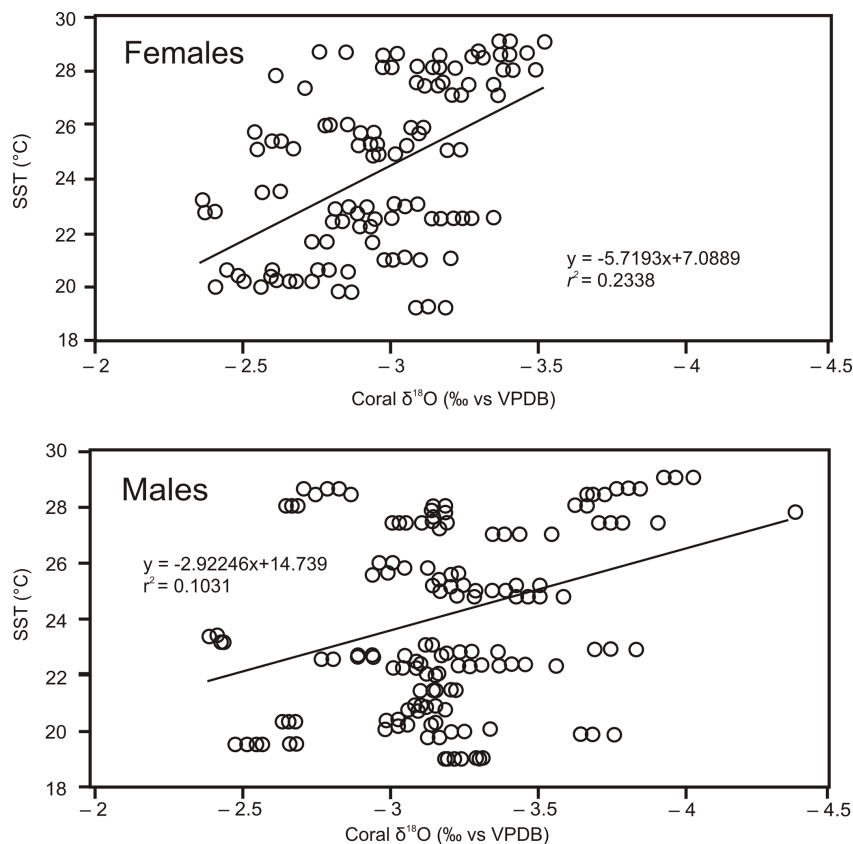 30
Females
28
26
24
22
20
18
SST (°C)
y = -5.7193x+7.0889
r² = 0.2338
– 2
– 2.5
– 3
– 3.5
– 4
– 4.5
Coral δ¹⁸O (‰ vs VPDB)
30
Males
28
26
24
22
20
18
SST (°C)
y = -2.92246x+14.739
r² = 0.1031
– 2
– 2.5
– 3
– 3.5
– 4
– 4.5
Coral δ¹⁸O (‰ vs VPDB)